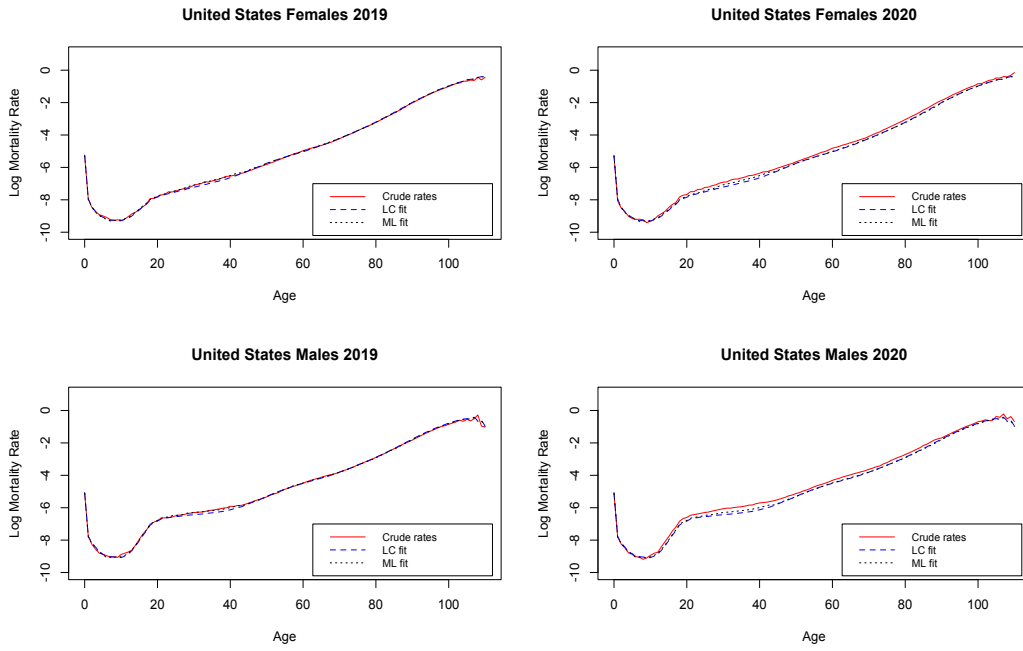 United States Females 2019
Log Mortality Rate
0
-2
-4
-6
-8
-10
Crude rates
LC fit
ML fit
0 20 40 60 80 100
Age
United States Females 2020
Log Mortality Rate
0
-2
-4
-6
-8
-10
Crude rates
LC fit
ML fit
0 20 40 60 80 100
Age
United States Males 2019
Log Mortality Rate
0
-2
-4
-6
-8
-10
Crude rates
LC fit
ML fit
0 20 40 60 80 100
Age
United States Males 2020
Log Mortality Rate
0
-2
-4
-6
-8
-10
Crude rates
LC fit
ML fit
0 20 40 60 80 100
Age